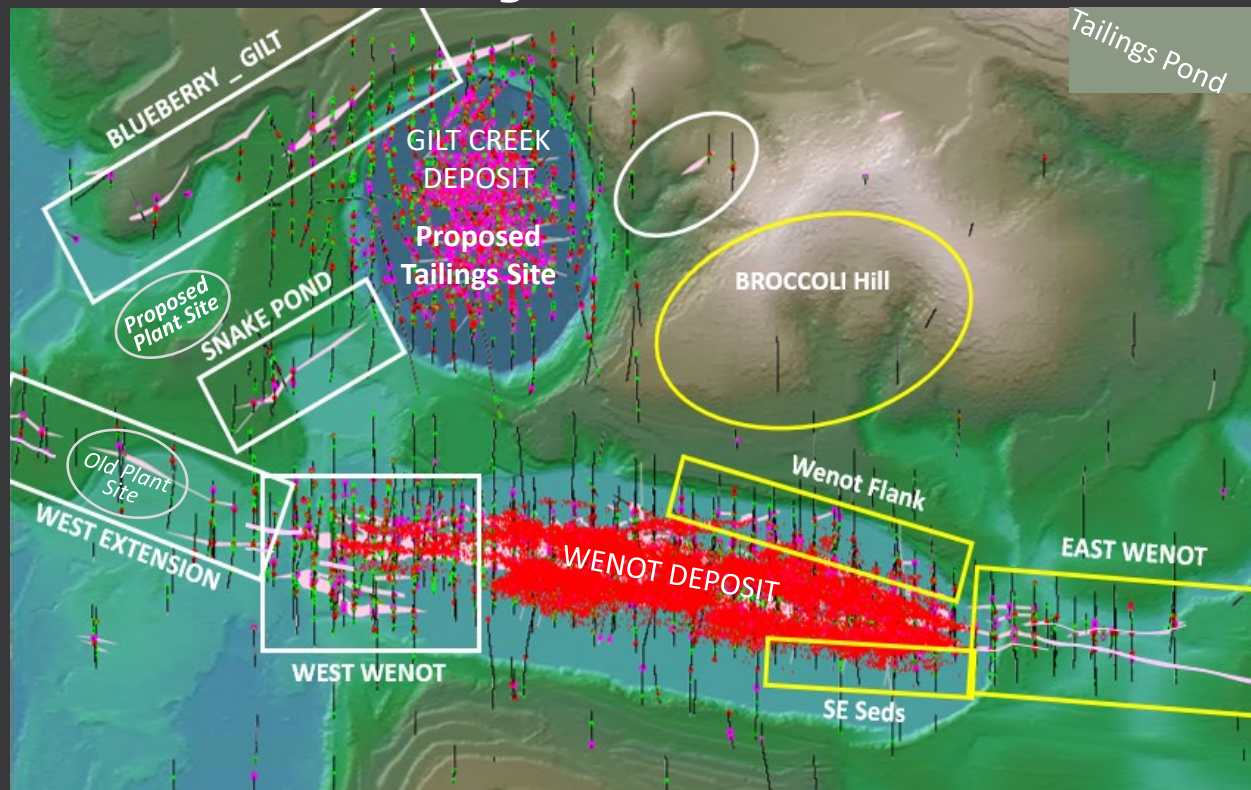 BLUEBERRY _ GILT
Tailings Pond
GILT CREEK
DEPOSIT
Proposed
Tailings Site
BROCCOLI Hill
Proposed
Plant Site
SNAKE POND
Old Plant
Site
WEST EXTENSION
Wenot Flank
WENOT DEPOSIT
EAST WENOT
WEST WENOT
SE Seds